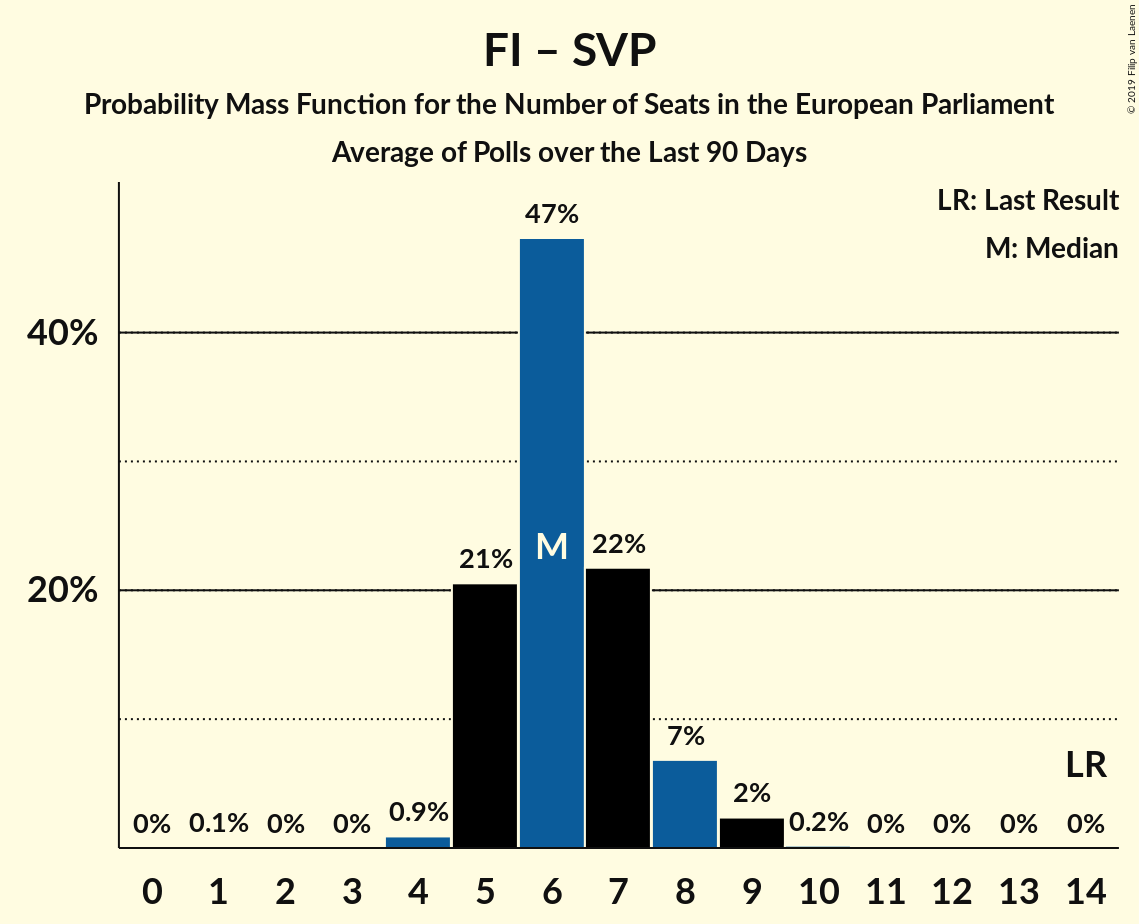 FI – SVP
Probability Mass Function for the Number of Seats in the European Parliament
Average of Polls over the Last 90 Days
© 2019 Filip van Laenen
LR: Last Result
M: Median
40%
20%
0%
0.1%
0%
0%
0.9%
21%
47%
M
22%
7%
2%
0.2%
0%
0%
0%
0%
LR
0 1 2 3 4 5 6 7 8 9 10 11 12 13 14